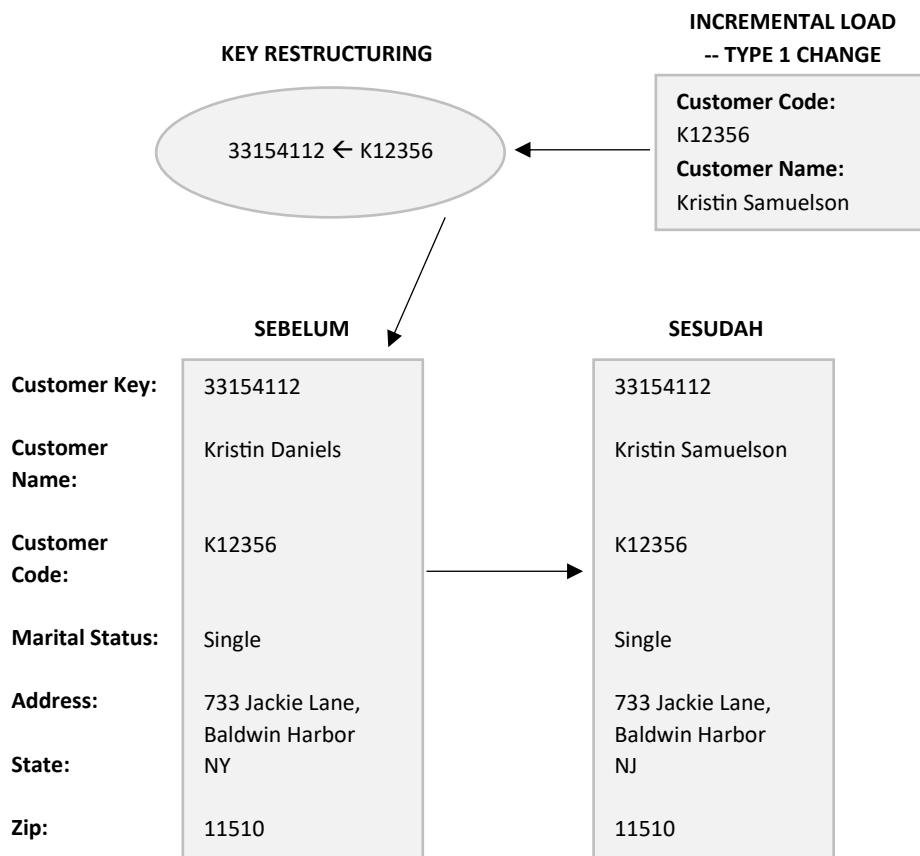 INCREMENTAL LOAD
-- TYPE 1 CHANGE
KEY RESTRUCTURING
Customer Code:
K12356
Customer Name:
Kristin Samuelson
33154112 ← K12356
SEBELUM
SESUDAH
Customer Key: 33154112 33154112
Customer Kristin Daniels Kristin Samuelson
Name:
Customer K12356 K12356
Code:
Marital Status: Single Single
Address: 733 Jackie Lane, 733 Jackie Lane,
Baldwin Harbor Baldwin Harbor
State: NY NJ
Zip: 11510 11510